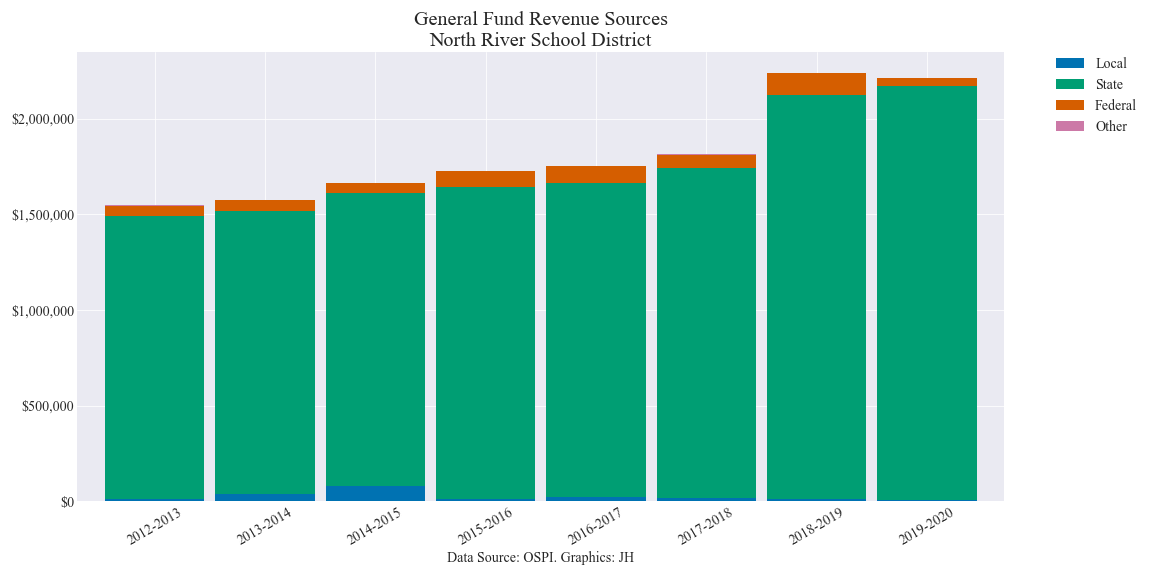 General Fund Revenue Sources
North River School District
Local
State
Federal
Other
$2,000,000
$1,500,000
$1,000,000
$500,000
$0
2012-2013
2013-2014
2014-2015
2015-2016
2016-2017
2017-2018
2018-2019
2019-2020
Data Source: OSPI. Graphics: JH